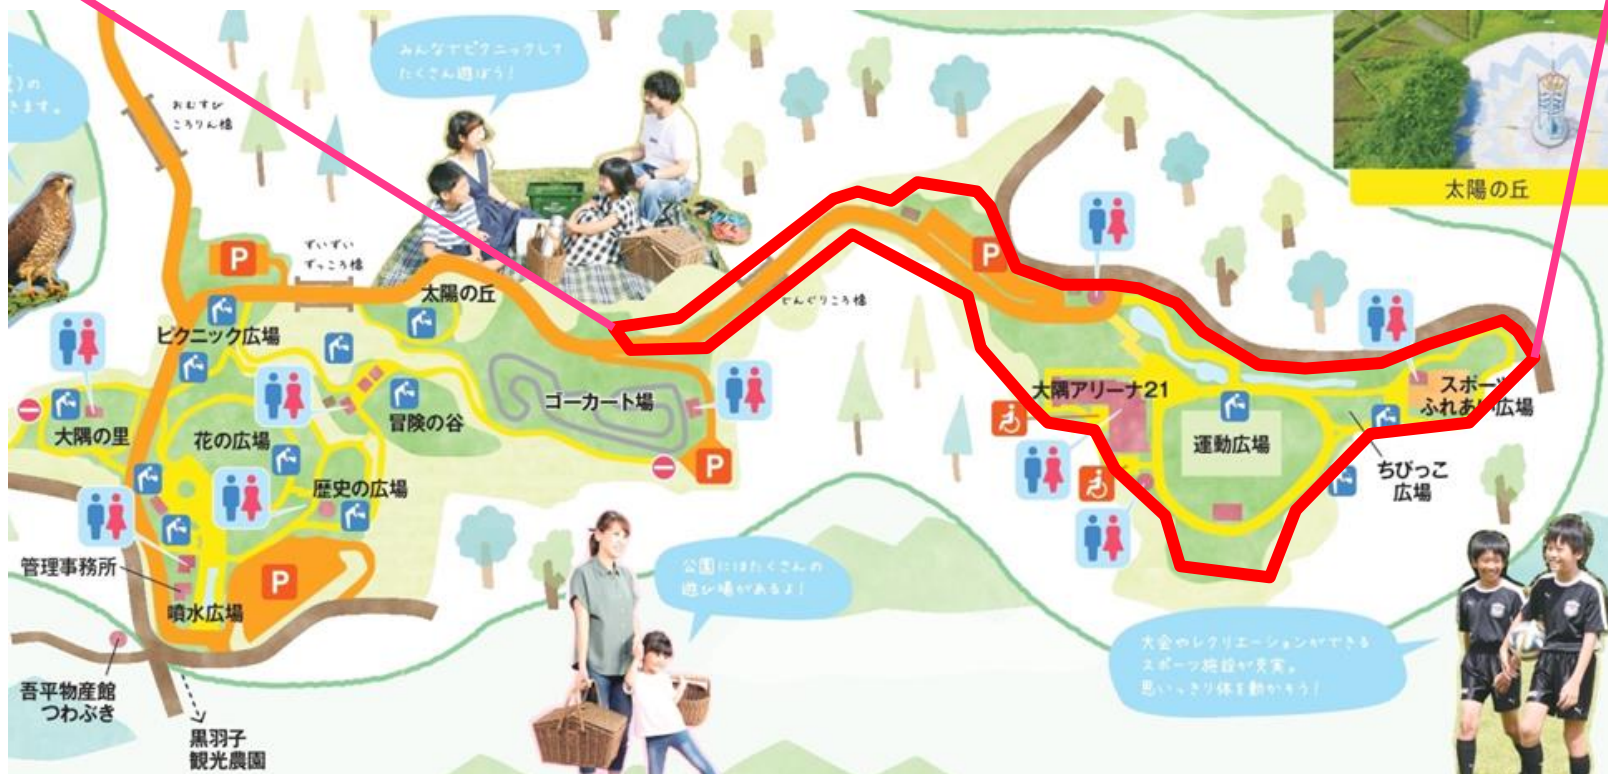 の
きます。
おむすび
ころりん橋
みんなでピクニックして
たくさん遊ぼう！
太陽の丘
P
ずいずい
ずっころ橋
太陽の丘
ピクニック広場
P
どんぐりころ橋
大隅の里
花の広場
冒険の谷
ゴーカート場
P
歴史の広場
大隅アリーナ21
運動広場
スポーツ
ふれあい広場
ちびっこ
広場
管理事務所
P
噴水広場
吾平物産館
つわぶき
黒羽子
観光農園
公園にはたくさんの
遊び場があるよ！
大会やレクリエーションができる
スポーツ施設が充実。
思いっきり体を動かそう！